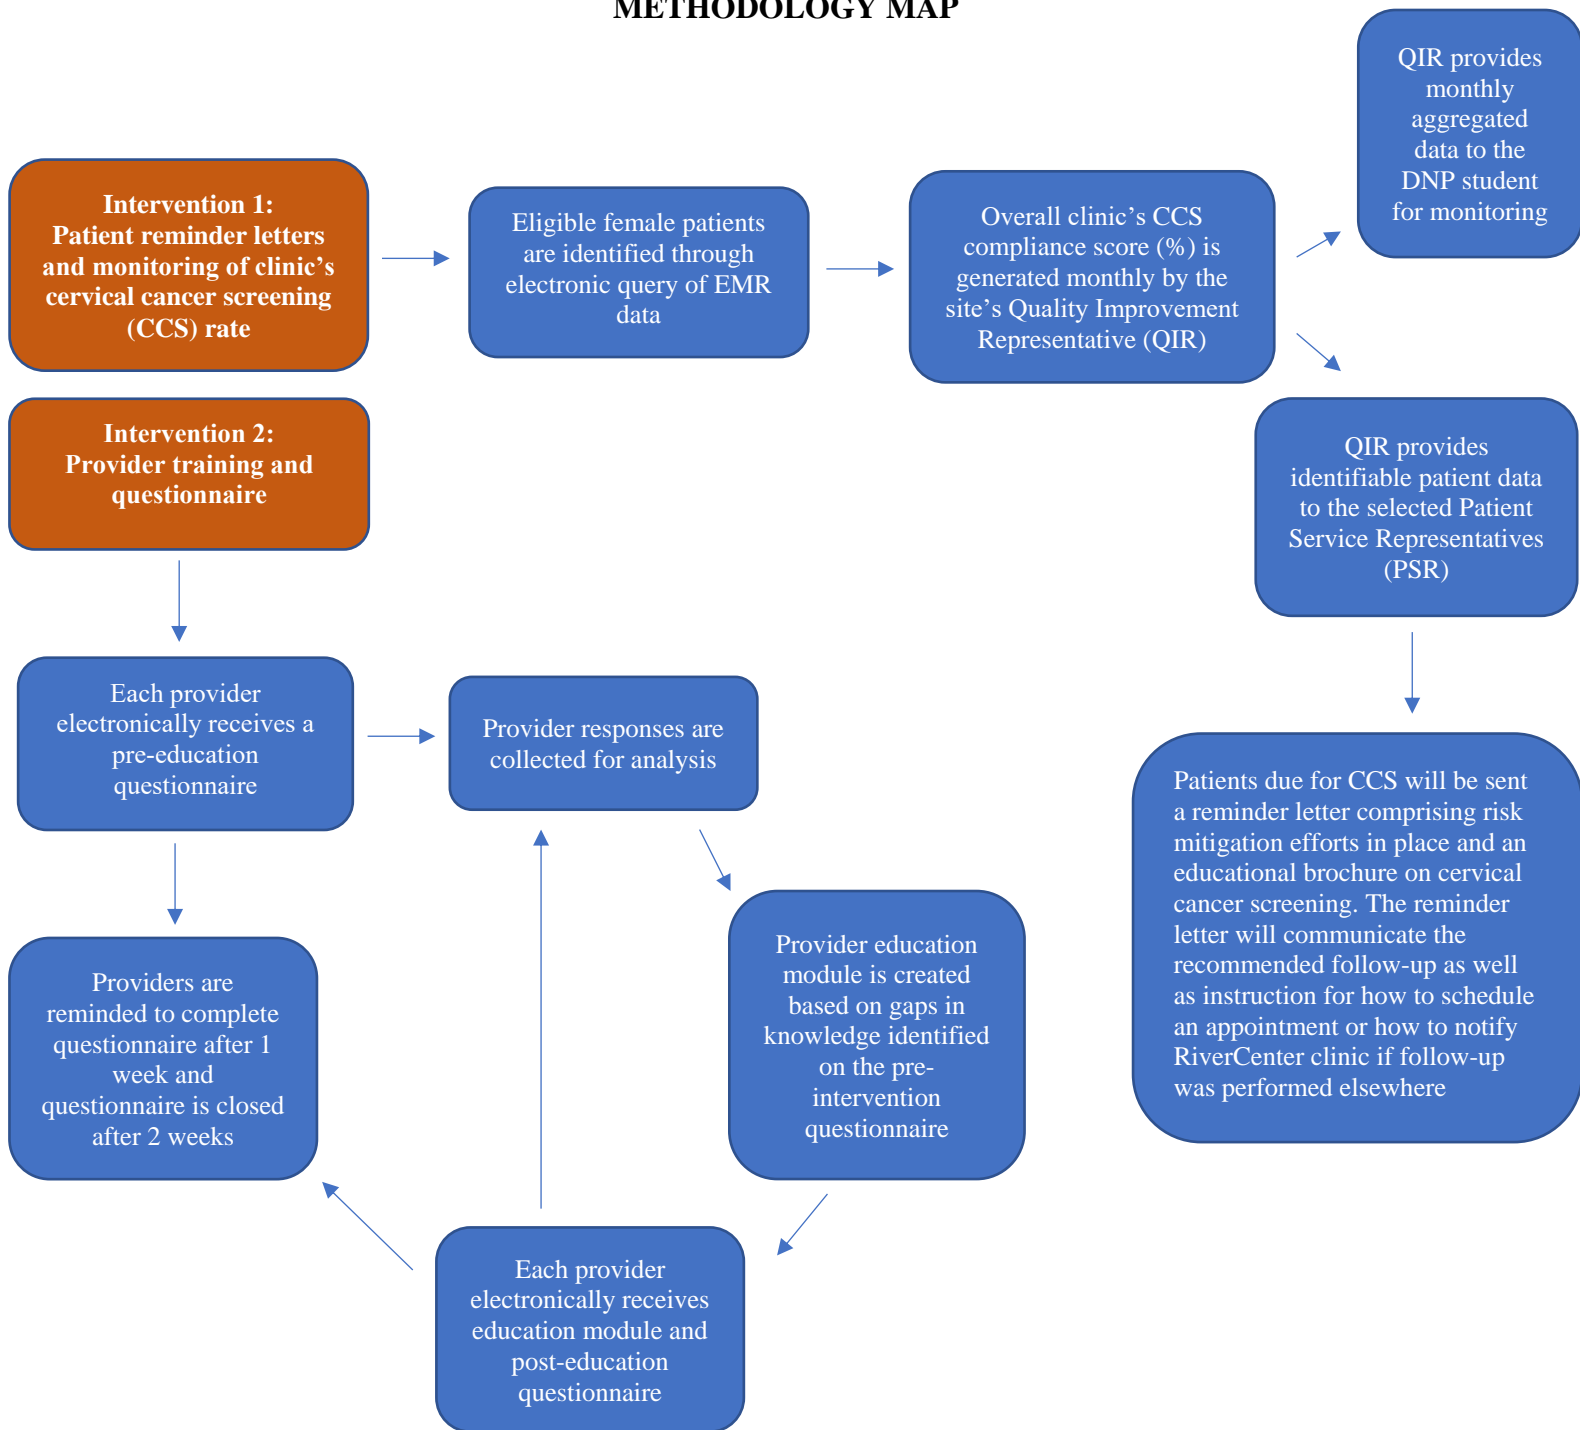 METHODOLOGY MAP
QIR provides
monthly
aggregated
data to the
DNP student
for monitoring
Intervention 1:
Patient reminder letters
and monitoring of clinic's
cervical cancer screening
(CCS) rate
Eligible female patients
are identified through
electronic query of EMR
data
Overall clinic's CCS
compliance score (%) is
generated monthly by the
site's Quality Improvement
Representative (QIR)
Intervention 2:
Provider training and
questionnaire
QIR provides
identifiable patient data
to the selected Patient
Service Representatives
(PSR)
Each provider
electronically receives a
pre-education
questionnaire
Provider responses are
collected for analysis
Patients due for CCS will be sent
a reminder letter comprising risk
mitigation efforts in place and an
educational brochure on cervical
cancer screening. The reminder
letter will communicate the
recommended follow-up as well
as instruction for how to schedule
an appointment or how to notify
RiverCenter clinic if follow-up
was performed elsewhere
Providers are
reminded to complete
questionnaire after 1
week and
questionnaire is closed
after 2 weeks
Provider education
module is created
based on gaps in
knowledge identified
on the pre-
intervention
questionnaire
Each provider
electronically receives
education module and
post-education
questionnaire